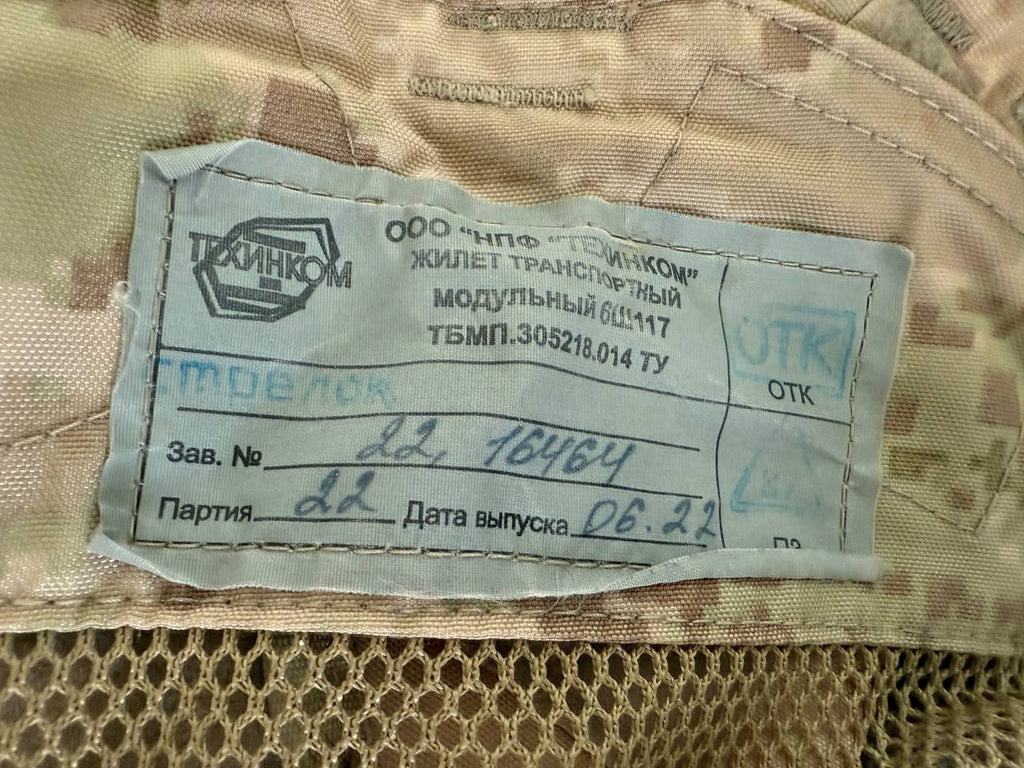 ТЕХИНКОМ
ООО "НПФ "ТЕХИНКОМ"
ЖИЛЕТ ТРАНСПОРТНЫЙ
МОДУЛЬНЫЙ 6Ш117
ТБМП.305218.014 ТУ
ОТК
ОТК
стрелок
Зав. № 22, 16464
Партия 22 Дата выпуска 06.22
ПЗ